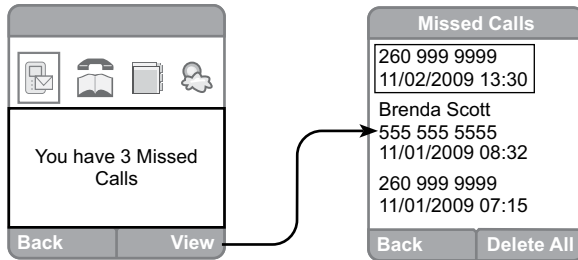 You have 3 Missed
Calls
Back View
Missed Calls
260 999 9999
11/02/2009 13:30
Brenda Scott
555 555 5555
11/01/2009 08:32
260 999 9999
11/01/2009 07:15
Back Delete All